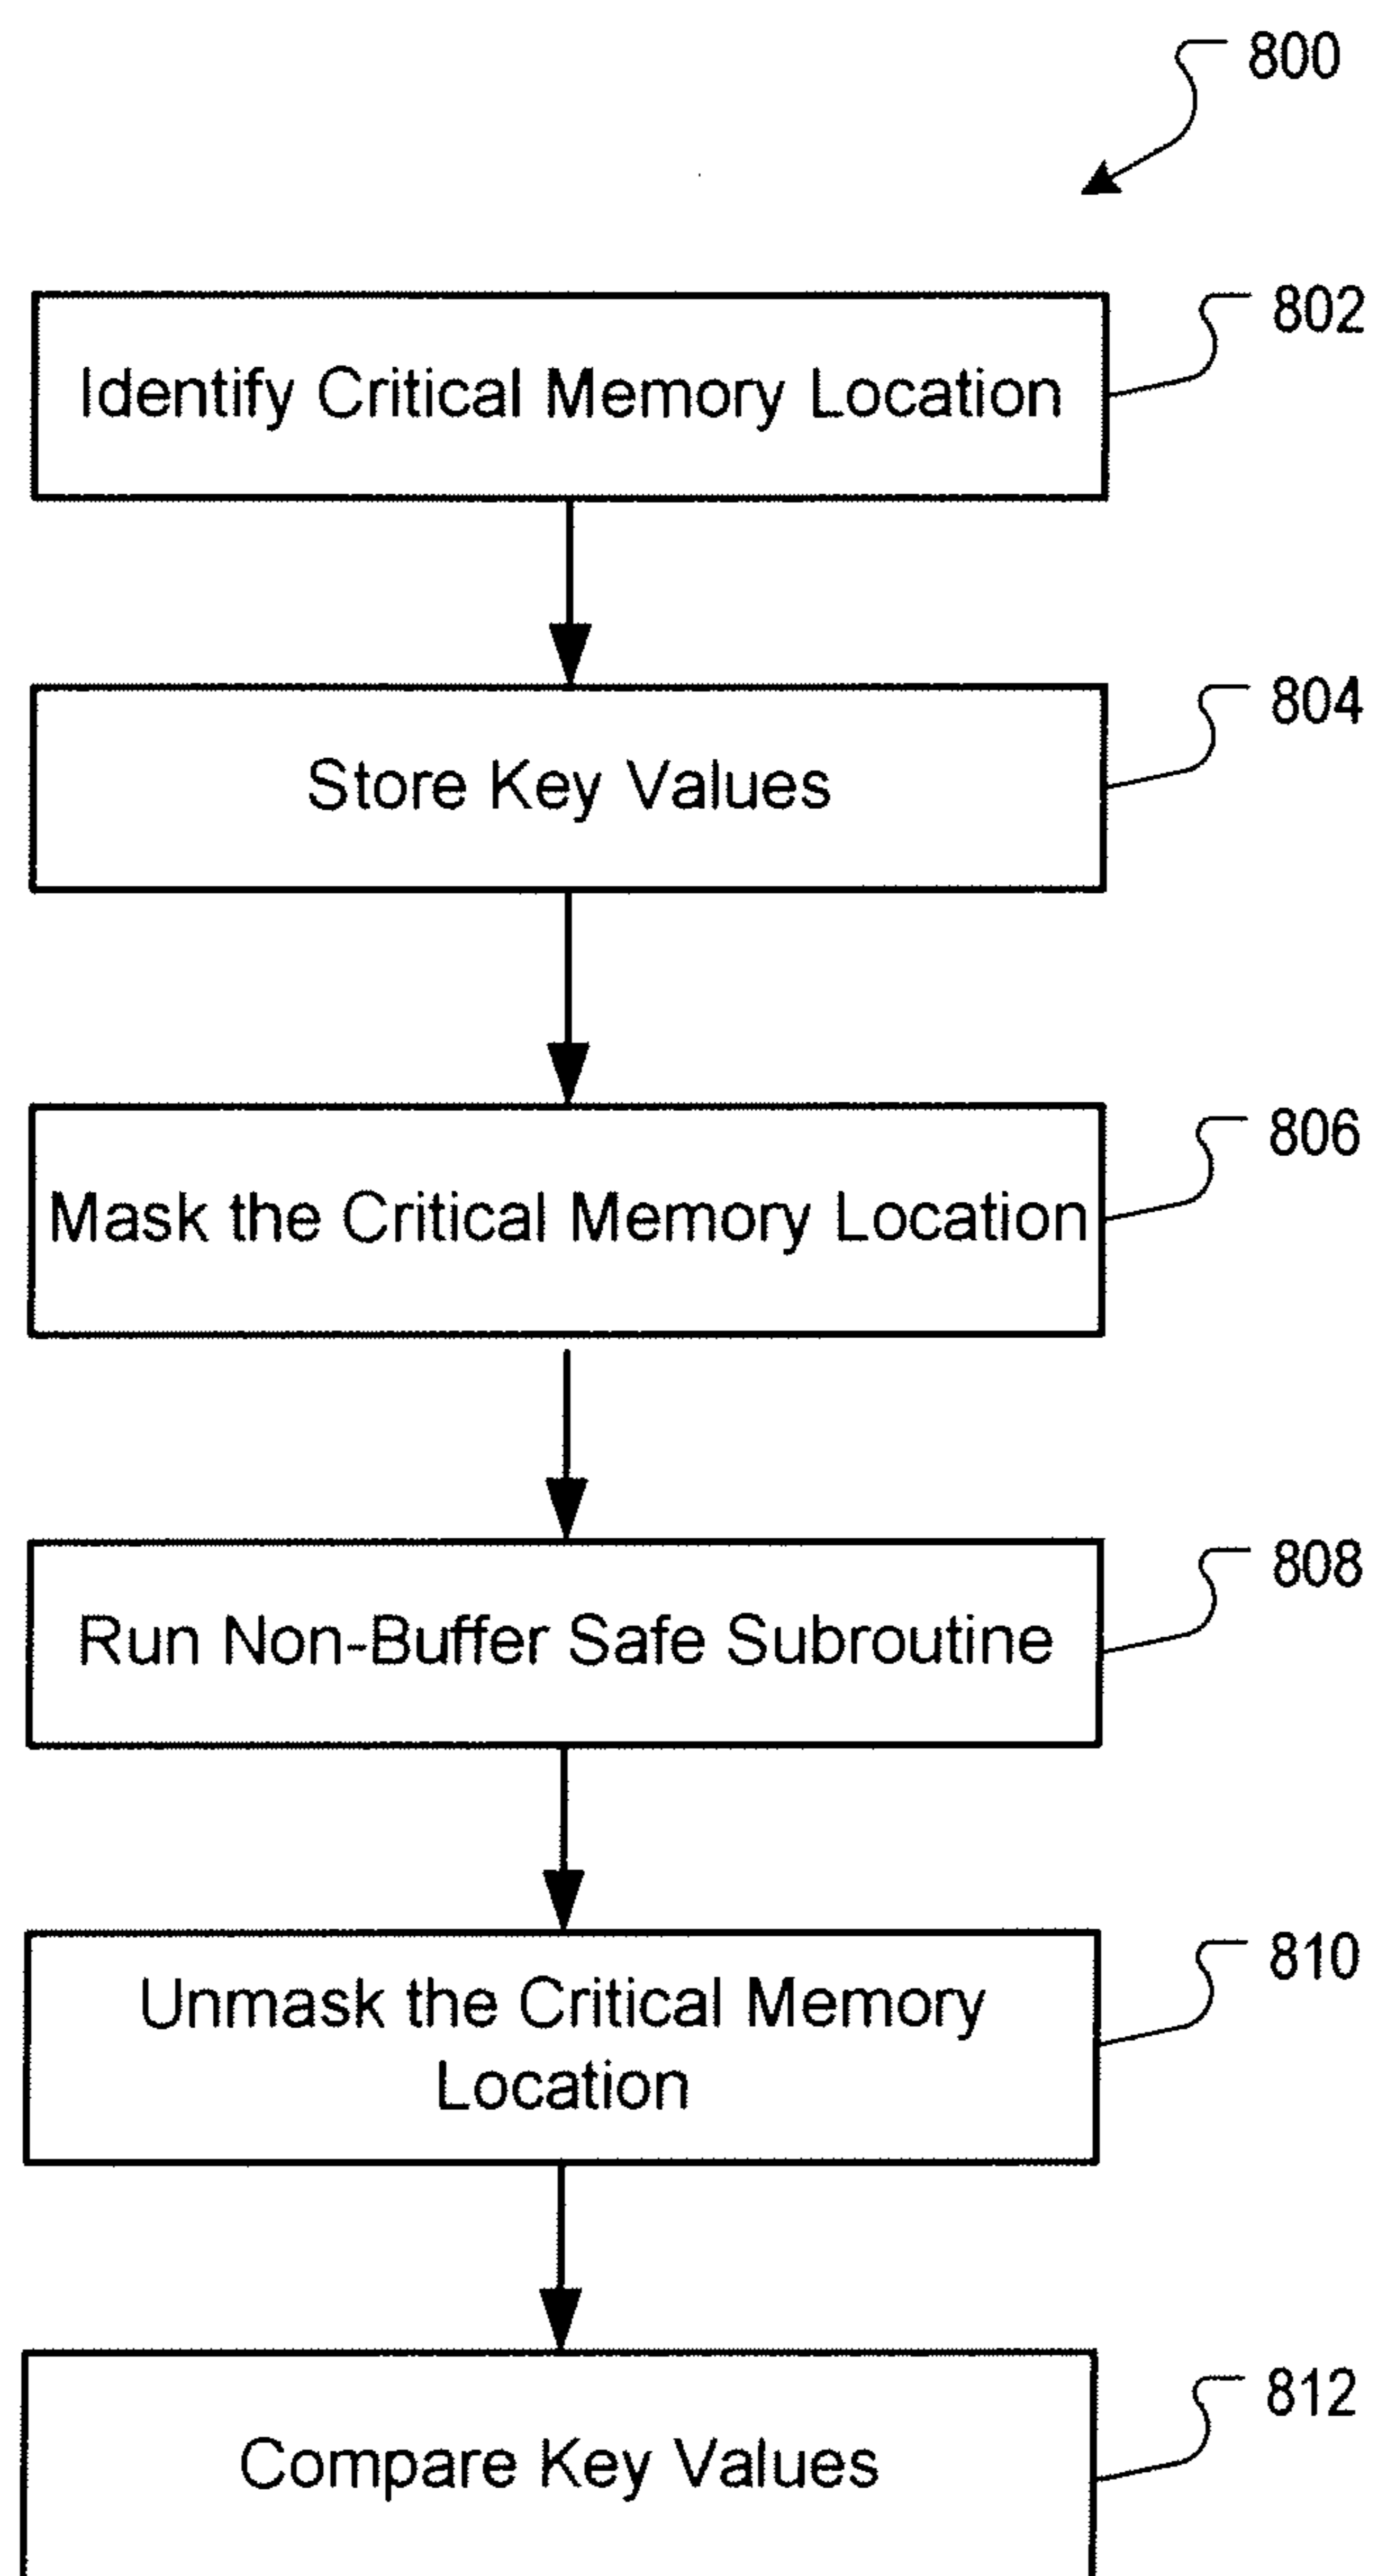 800
802
Identify Critical Memory Location
804
Store Key Values
806
Mask the Critical Memory Location
808
Run Non-Buffer Safe Subroutine
810
Unmask the Critical Memory
Location
812
Compare Key Values